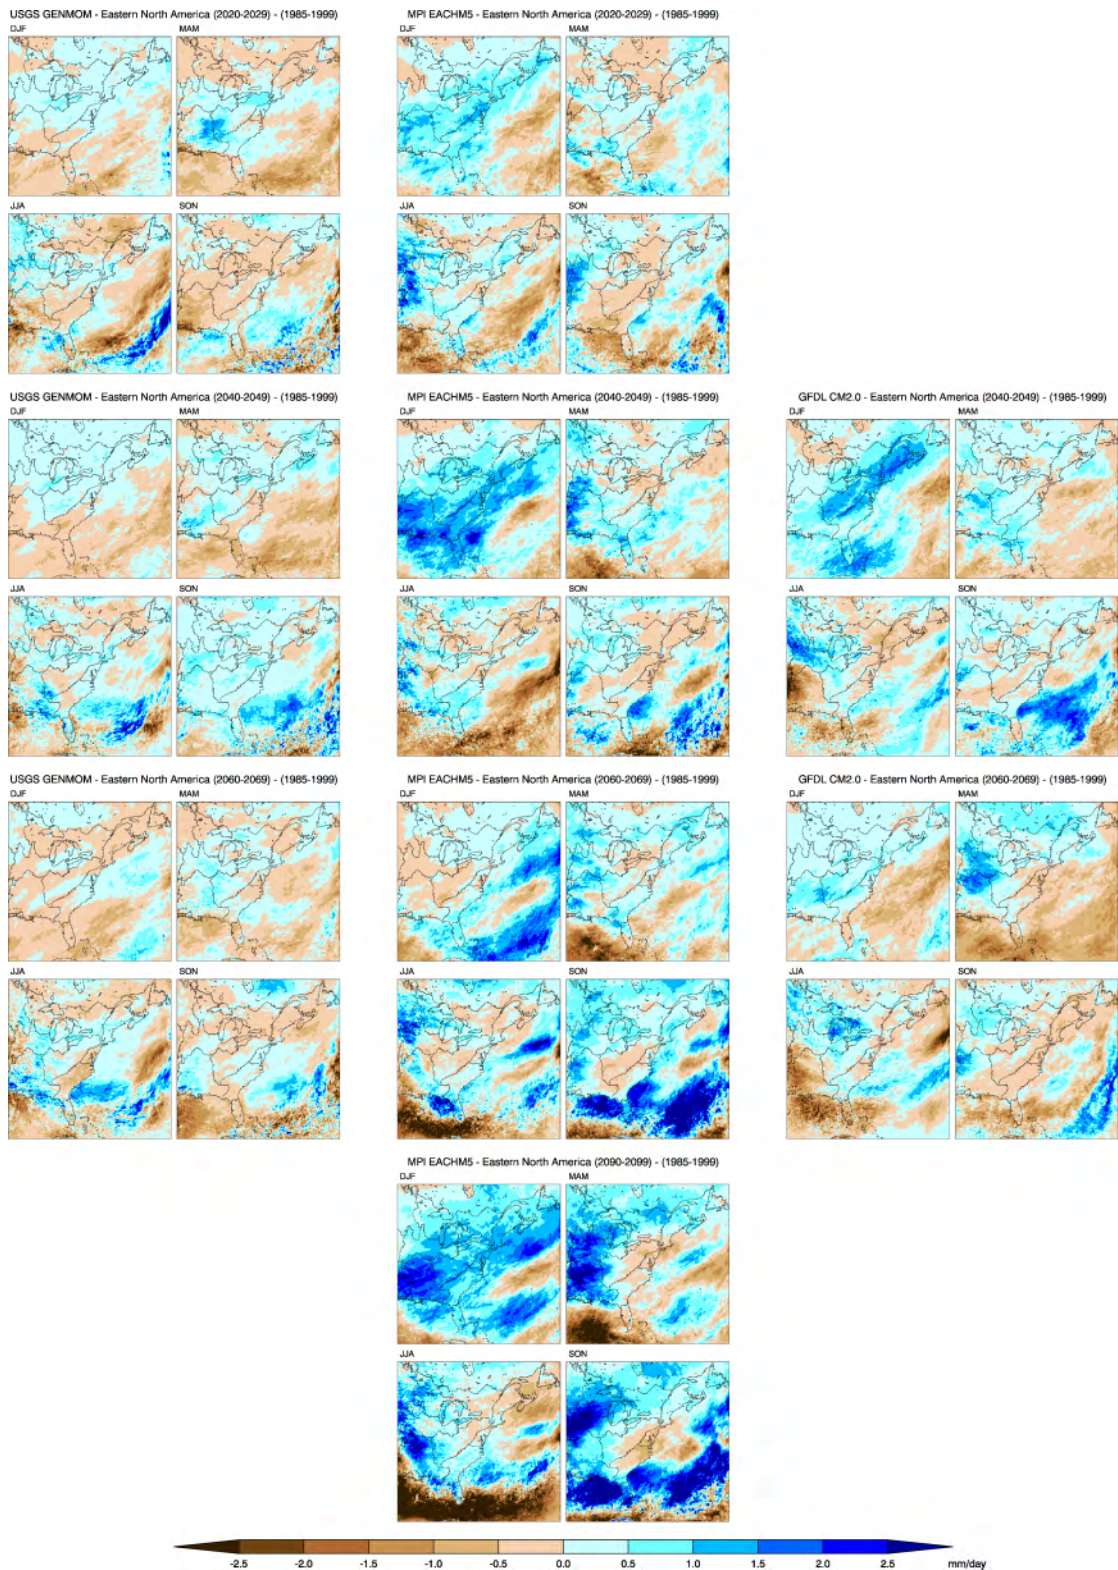 USGS GENMOM - Eastern North America (2020-2029) - (1985-1999)
DJF
MAM
JJA
SON
MPI EACHM5 - Eastern North America (2020-2029) - (1985-1999)
DJF
MAM
JJA
SON
USGS GENMOM - Eastern North America (2040-2049) - (1985-1999)
DJF
MAM
JJA
SON
MPI EACHM5 - Eastern North America (2040-2049) - (1985-1999)
DJF
MAM
JJA
SON
GFDL CM2.0 - Eastern North America (2040-2049) - (1985-1999)
DJF
MAM
JJA
SON
USGS GENMOM - Eastern North America (2060-2069) - (1985-1999)
DJF
MAM
JJA
SON
MPI EACHM5 - Eastern North America (2060-2069) - (1985-1999)
DJF
MAM
JJA
SON
GFDL CM2.0 - Eastern North America (2060-2069) - (1985-1999)
DJF
MAM
JJA
SON
MPI EACHM5 - Eastern North America (2090-2099) - (1985-1999)
DJF
MAM
JJA
SON
-2.5 -2.0 -1.5 -1.0 -0.5 0.0 0.5 1.0 1.5 2.0 2.5 mm/day